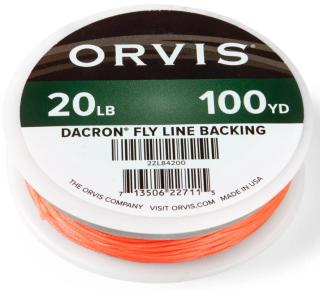 ORVIS®
20LB 100YD
DACRON® FLY LINE BACKING
2ZLB4200
7 13506 22711 5
THE ORVIS COMPANY VISIT ORVIS.COM MADE IN USA